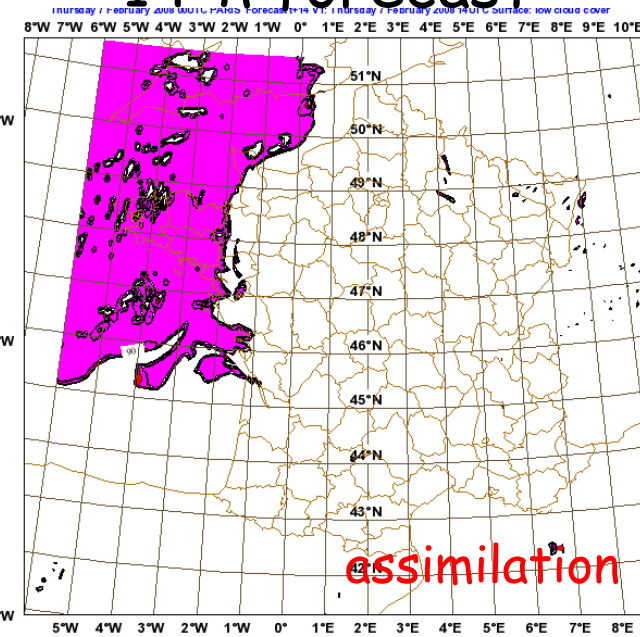 Thursday 7 February 2008 00UTC PARIS Forecast t+14 VT: Thursday 7 February 2008 14UTC Surface: low cloud cover
8°W 7°W 6°W 5°W 4°W 3°W 2°W 1°W 0° 1°E 2°E 3°E 4°E 5°E 6°E 7°E 8°E 9°E 10°E
51°N
50°N
49°N
48°N
47°N
46°N
90
45°N
44°N
43°N
42°N
assimilation
5°W 4°W 3°W 2°W 1°W 0° 1°E 2°E 3°E 4°E 5°E 6°E 7°E 8°E